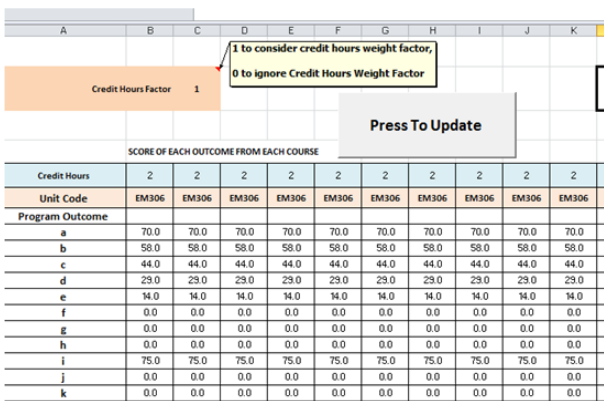 A B C D E F G H I J K
1 to consider credit hours weight factor,
0 to ignore Credit Hours Weight Factor
Credit Hours Factor 1
Press To Update
SCORE OF EACH OUTCOME FROM EACH COURSE
Credit Hours 2 2 2 2 2 2 2 2 2 2
Unit Code EM306 EM306 EM306 EM306 EM306 EM306 EM306 EM306 EM306 EM306
Program Outcome
a 70.0 70.0 70.0 70.0 70.0 70.0 70.0 70.0 70.0 70.0
b 58.0 58.0 58.0 58.0 58.0 58.0 58.0 58.0 58.0 58.0
c 44.0 44.0 44.0 44.0 44.0 44.0 44.0 44.0 44.0 44.0
d 29.0 29.0 29.0 29.0 29.0 29.0 29.0 29.0 29.0 29.0
e 14.0 14.0 14.0 14.0 14.0 14.0 14.0 14.0 14.0 14.0
f 0.0 0.0 0.0 0.0 0.0 0.0 0.0 0.0 0.0 0.0
g 0.0 0.0 0.0 0.0 0.0 0.0 0.0 0.0 0.0 0.0
h 0.0 0.0 0.0 0.0 0.0 0.0 0.0 0.0 0.0 0.0
i 75.0 75.0 75.0 75.0 75.0 75.0 75.0 75.0 75.0 75.0
j 0.0 0.0 0.0 0.0 0.0 0.0 0.0 0.0 0.0 0.0
k 0.0 0.0 0.0 0.0 0.0 0.0 0.0 0.0 0.0 0.0